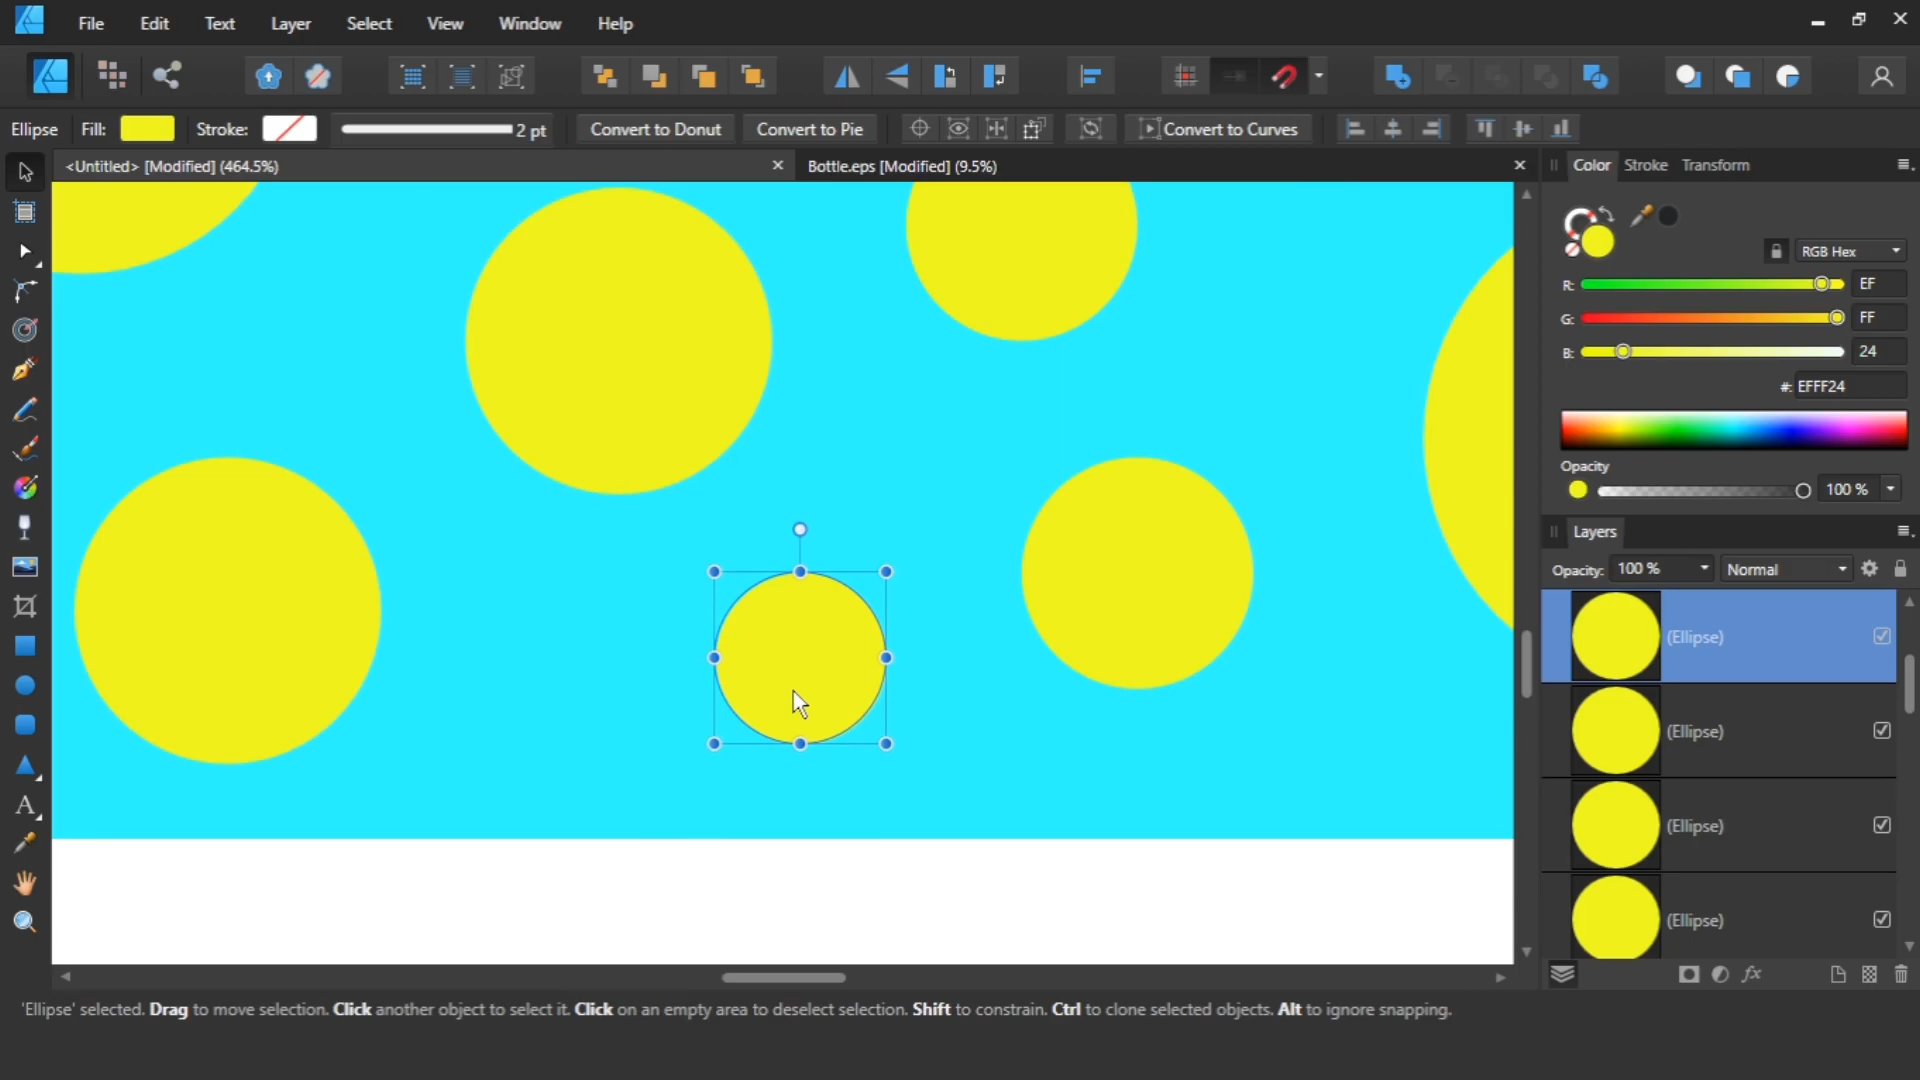 File Edit Text Layer Select View Window Help
Ellipse Fill: Stroke: 2 pt Convert to Donut Convert to Pie Convert to Curves
<Untitled> [Modified] (464.5%) Bottle.eps [Modified] (9.5%)
Color Stroke Transform
RGB Hex
R: EF
G: FF
B: 24
#: EFFF24
Opacity
100 %
Layers
Opacity: 100 % Normal
(Ellipse)
(Ellipse)
(Ellipse)
(Ellipse)
'Ellipse' selected. Drag to move selection. Click another object to select it. Click on an empty area to deselect selection. Shift to constrain. Ctrl to clone selected objects. Alt to ignore snapping.